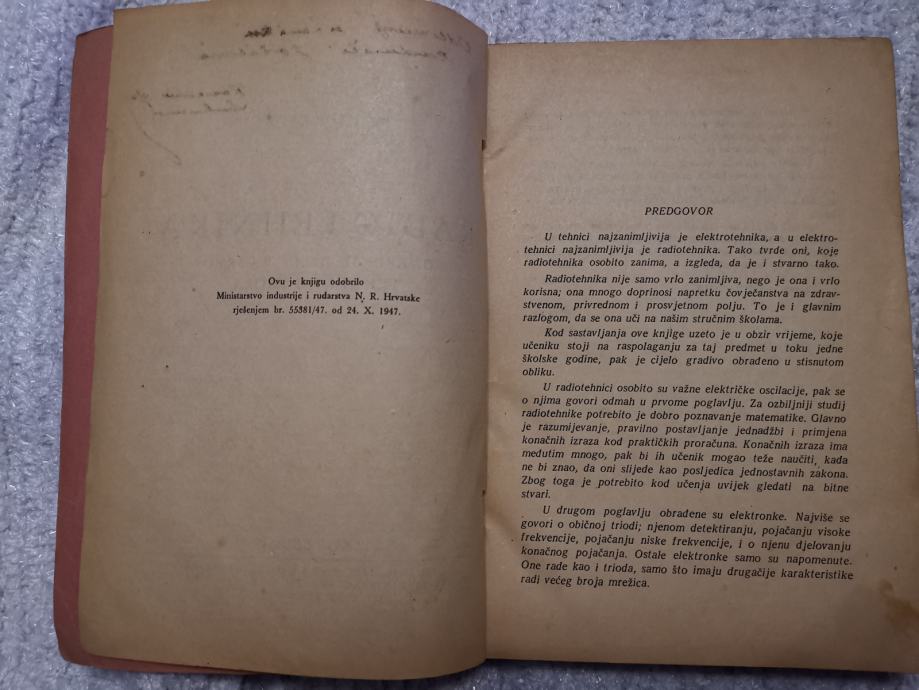 Ovu je knjigu odobrilo
Ministarstvo industrije i rudarstva N. R. Hrvatske
rješenjem br. 55381/47. od 24. X. 1947.
PREDGOVOR
U tehnici najzanimljivija je elektrotehnika, a u elektro-
tehnici najzanimljivija je radiotehnika. Tako tvrde oni, koje
radiotehnika osobito zanima, a izgleda, da je i stvarno tako.
Radiotehnika nije samo vrlo zanimljiva, nego je ona i vrlo
korisna; ona mnogo doprinosi napretku čovječanstva na zdrav-
stvenom, privrednom i prosvjetnom polju. To je i glavnim
razlogom, da se ona uči na našim stručnim školama.
Kod sastavljanja ove knjige uzeto je u obzir vrijeme, koje
učeniku stoji na raspolaganju za taj predmet u toku jedne
školske godine, pak je cijelo gradivo obrađeno u stisnutom
obliku.
U radiotehnici osobito su važne električke oscilacije, pak se
o njima govori odmah u prvome poglavlju. Za ozbiljniji studij
radiotehnike potrebito je dobro poznavanje matematike. Glavno
je razumijevanje, pravilno postavljanje jednadžbi i primjena
konačnih izraza kod praktičkih proračuna. Konačnih izraza ima
međutim mnogo, pak bi ih učenik mogao teže naučiti, kada
ne bi znao, da oni slijede kao posljedica jednostavnih zakona.
Zbog toga je potrebito kod učenja uvijek gledati na bitne
stvari.
U drugom poglavlju obrađene su elektronke. Najviše se
govori o običnoj triodi; njenom detektiranju, pojačanju visoke
frekvencije, pojačanju niske frekvencije, i o njenu djelovanju
konačnog pojačanja. Ostale elektronke samo su napomenute.
One rade kao i trioda, samo što imaju drugačije karakteristike
radi većeg broja mrežica.